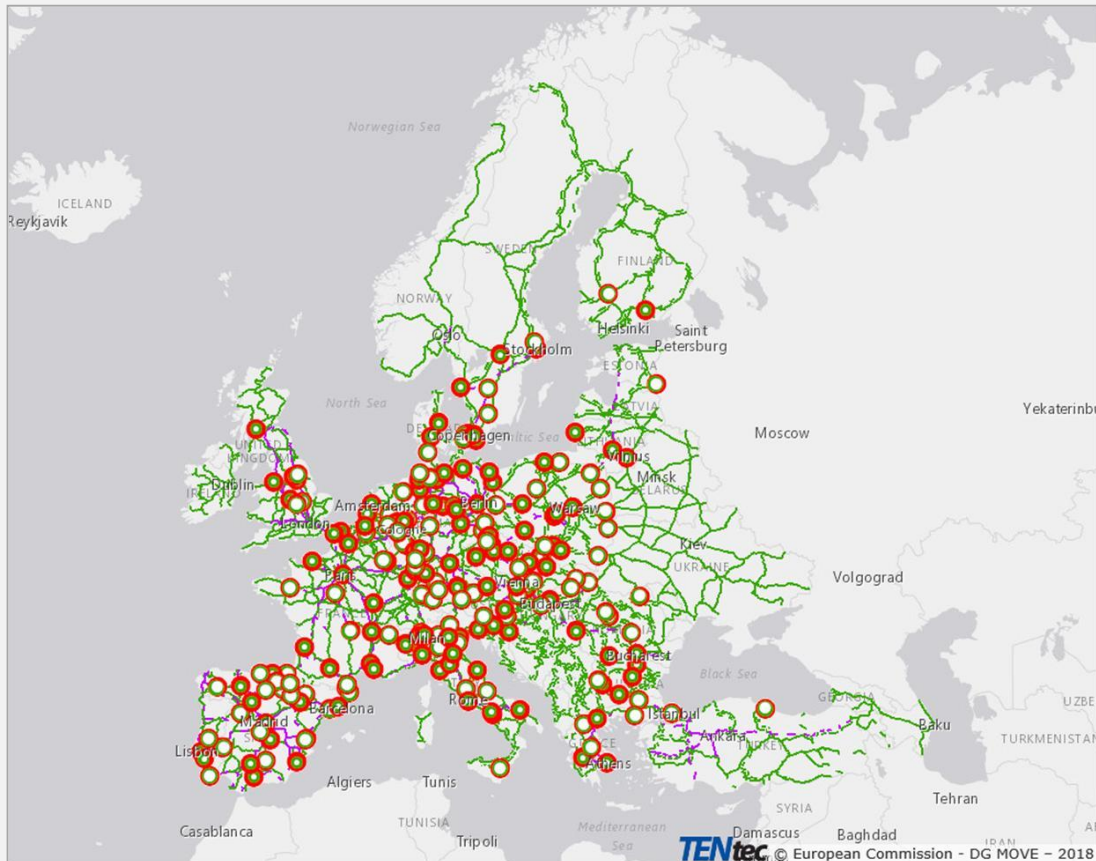 Norwegian Sea
ICELAND
Reykjavik
SWEDEN
FINLAND
NORWAY
Oslo
Helsinki
Saint
Petersburg
Stockholm
ESTONIA
North Sea
Yekaterinbu
Copenhagen
Moscow
Vilnius
Minsk
UNITED
KINGDOM
Dublin
IRELAND
Amsterdam
Berlin
Warsaw
London
Cologne
Kiev
UKRAINE
Paris
Vienna
Volgograd
Budapest
Milan
Bucharest
Black Sea
GEORGIA
Rome
Barcelona
Madrid
Istanbul
UZBE
Baku
Ankara
TURKEY
TURKMENISTAN
Lisbon
Athens
Algiers
Tunis
SYRIA
Tehran
Casablanca
TUNISIA
Tripoli
Mediterranean
Sea
Damascus
Baghdad
IRAN
TENtec © European Commission - DG MOVE – 2018